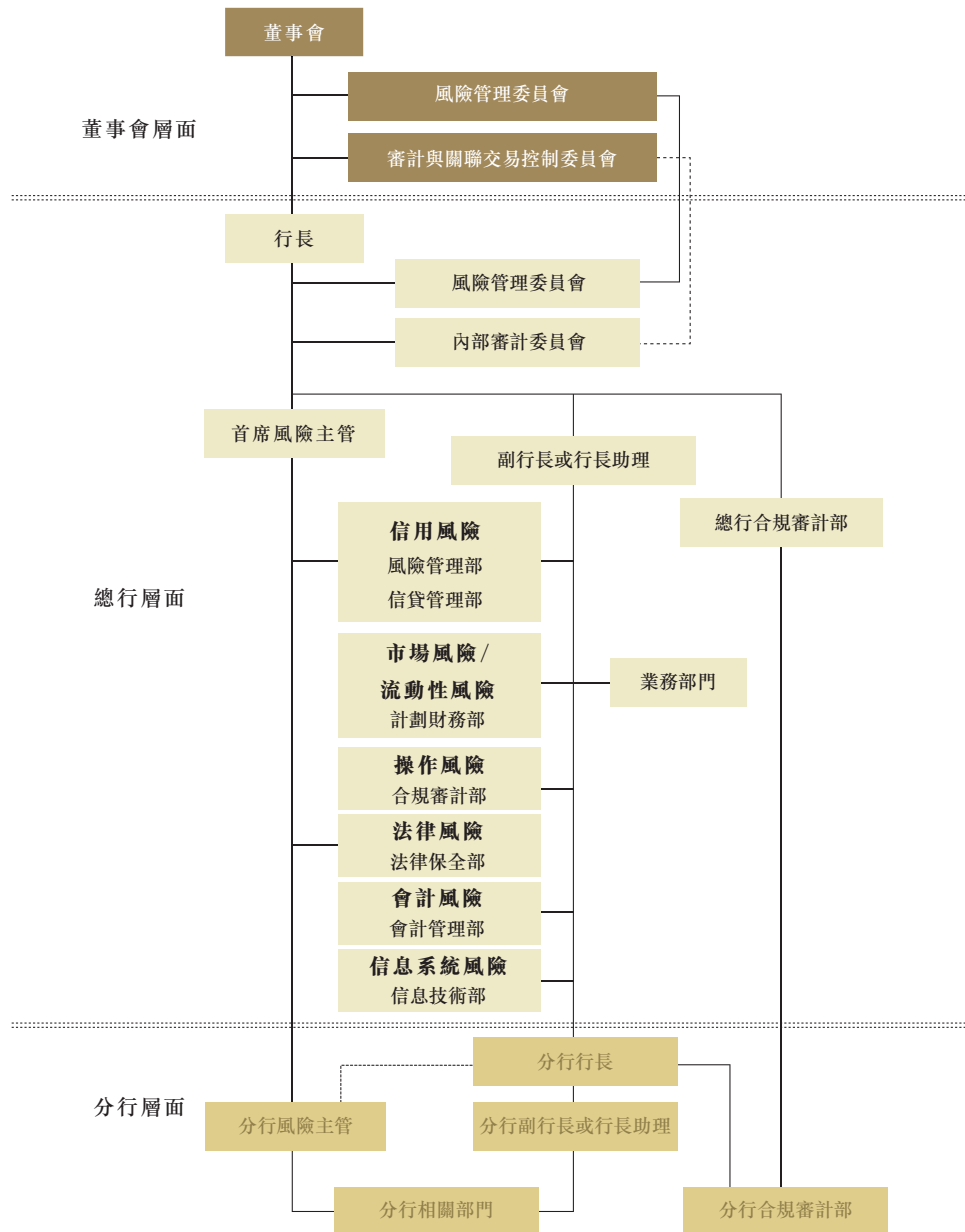 董事會
風險管理委員會
董事會層面
審計與關聯交易控制委員會
行長
風險管理委員會
內部審計委員會
首席風險主管
副行長或行長助理
總行合規審計部
信用風險
風險管理部
信貸管理部
總行層面
市場風險/
流動性風險
計劃財務部
業務部門
操作風險
合規審計部
法律風險
法律保全部
會計風險
會計管理部
信息系統風險
信息技術部
分行行長
分行層面
分行風險主管
分行副行長或行長助理
分行相關部門
分行合規審計部